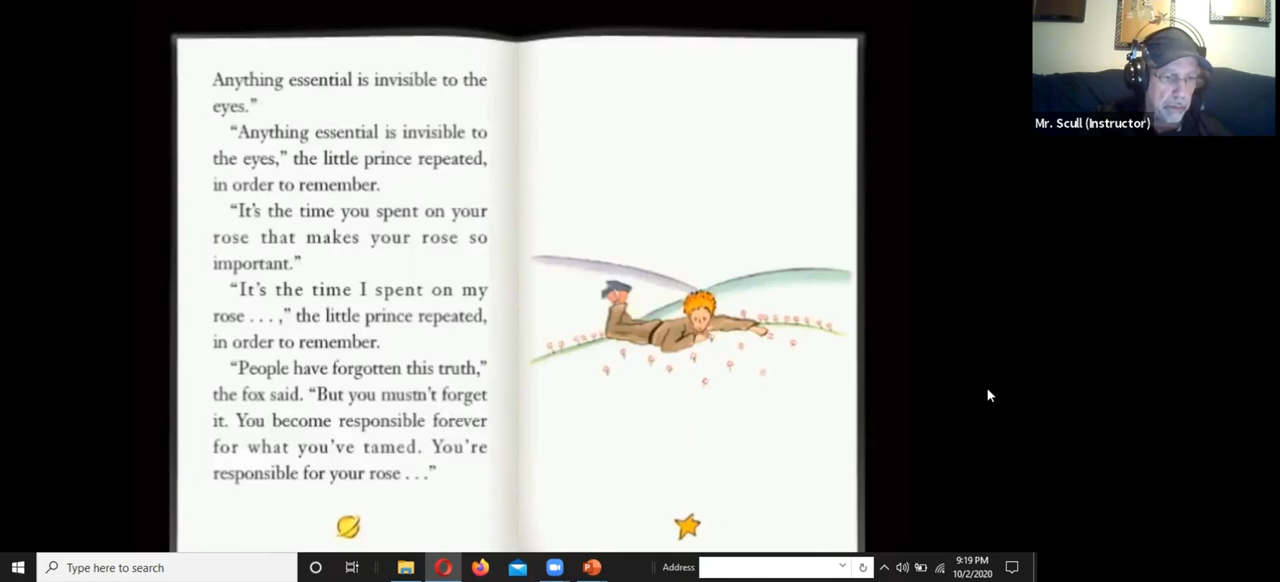 Anything essential is invisible to the
eyes.”
“Anything essential is invisible to
the eyes,” the little prince repeated,
in order to remember.
“It’s the time you spent on your
rose that makes your rose so
important.”
“It’s the time I spent on my
rose . . . ,” the little prince repeated,
in order to remember.
“People have forgotten this truth,”
the fox said. “But you mustn’t forget
it. You become responsible forever
for what you’ve tamed. You’re
responsible for your rose . . .”
Mr. Scull (Instructor)
Type here to search
Address
9:19 PM
10/2/2020